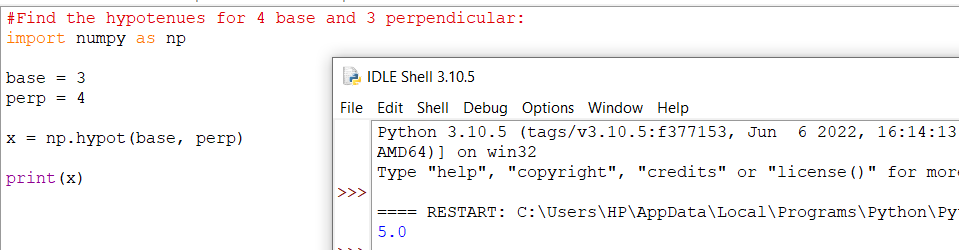 #Find the hypotenues for 4 base and 3 perpendicular:
import numpy as np
base = 3
perp = 4
x = np.hypot(base, perp)
print(x)
IDLE Shell 3.10.5
File Edit Shell Debug Options Window Help
Python 3.10.5 (tags/v3.10.5:f377153, Jun  6 2022, 16:14:13
AMD64)] on win32
Type "help", "copyright", "credits" or "license()" for mor
>>>
==== RESTART: C:\Users\HP\AppData\Local\Programs\Python\Py
5.0
>>>